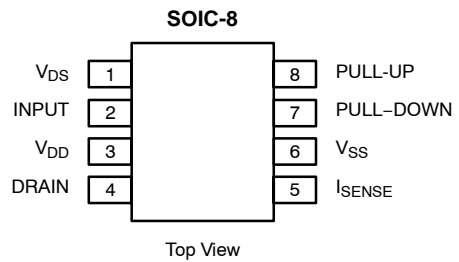 SOIC-8
V_DS 1 8 PULL-UP
INPUT 2 7 PULL−DOWN
V_DD 3 6 V_SS
DRAIN 4 5 I_SENSE
Top View